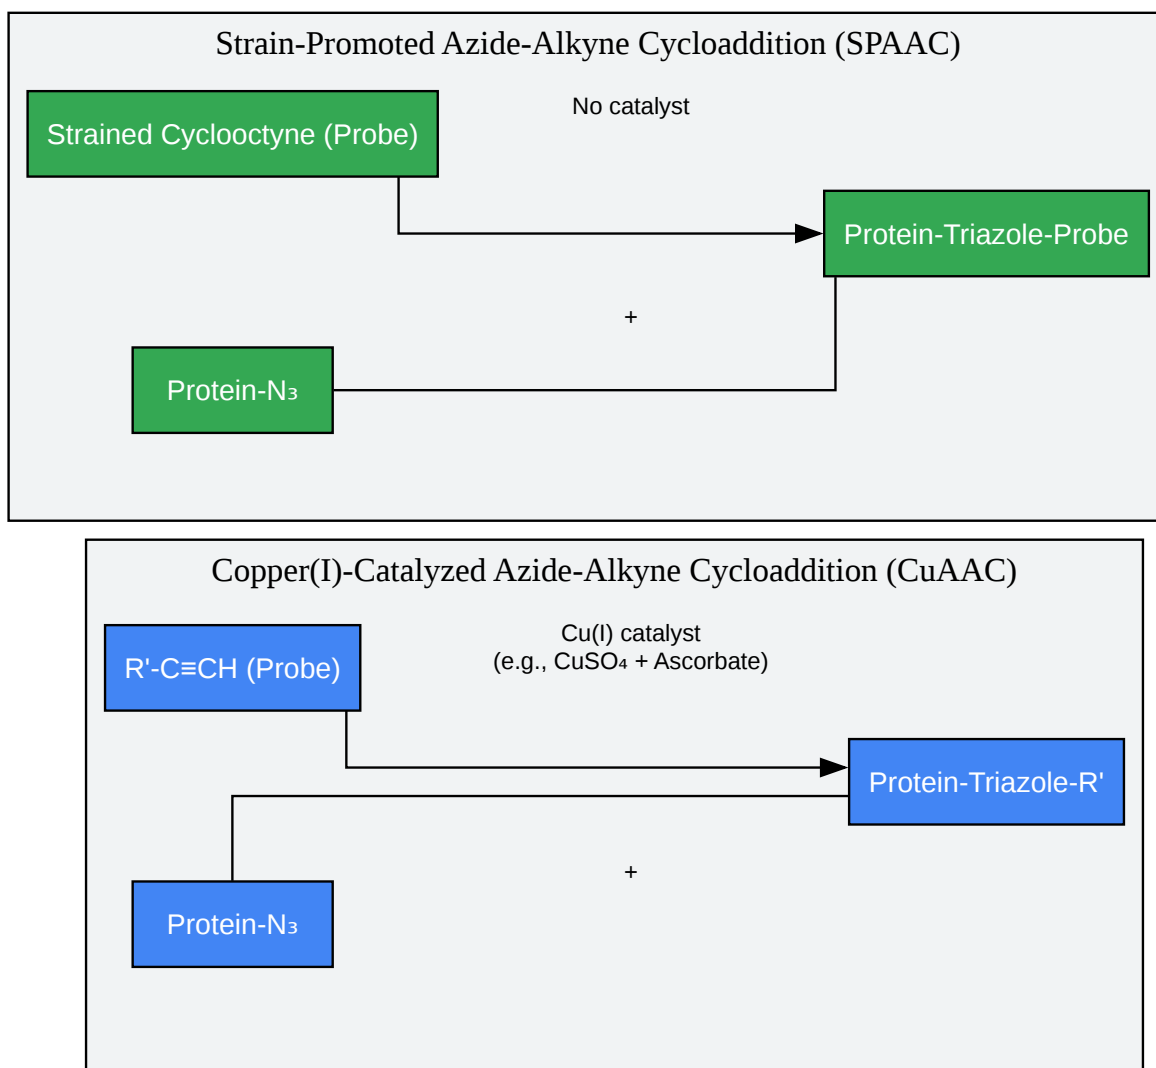 Strain-Promoted Azide-Alkyne Cycloaddition (SPAAC)
No catalyst
Strained Cyclooctyne (Probe)
Protein-Triazole-Probe
+
Protein-N₃
Copper(I)-Catalyzed Azide-Alkyne Cycloaddition (CuAAC)
Cu(I) catalyst
(e.g., CuSO₄ + Ascorbate)
R'-C≡CH (Probe)
Protein-Triazole-R'
+
Protein-N₃